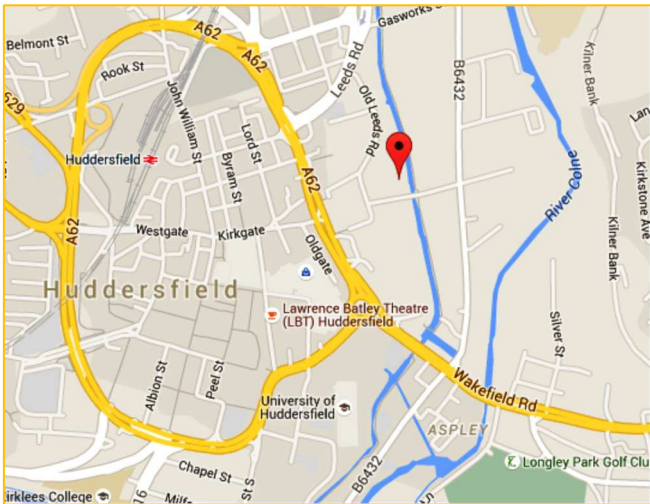 A62
Gasworks
Belmont St
A62
Leeds Rd
B6432
Kilner Bank
Rook St
A62
John William St
Old Leeds Rd
Lord St
629
Huddersfield
Byram St
A62
River Colne
Kirkstone Ave
A62
Westgate
Kirkgate
Oldgate
Kilner Bank
Huddersfield
Lawrence Batley Theatre
(LBT) Huddersfield
Silver St
Albion St
Peel St
University of
Huddersfield
Wakefield Rd
ASPLEY
Chapel St
B6432
Longley Park Golf Clu
irklees College